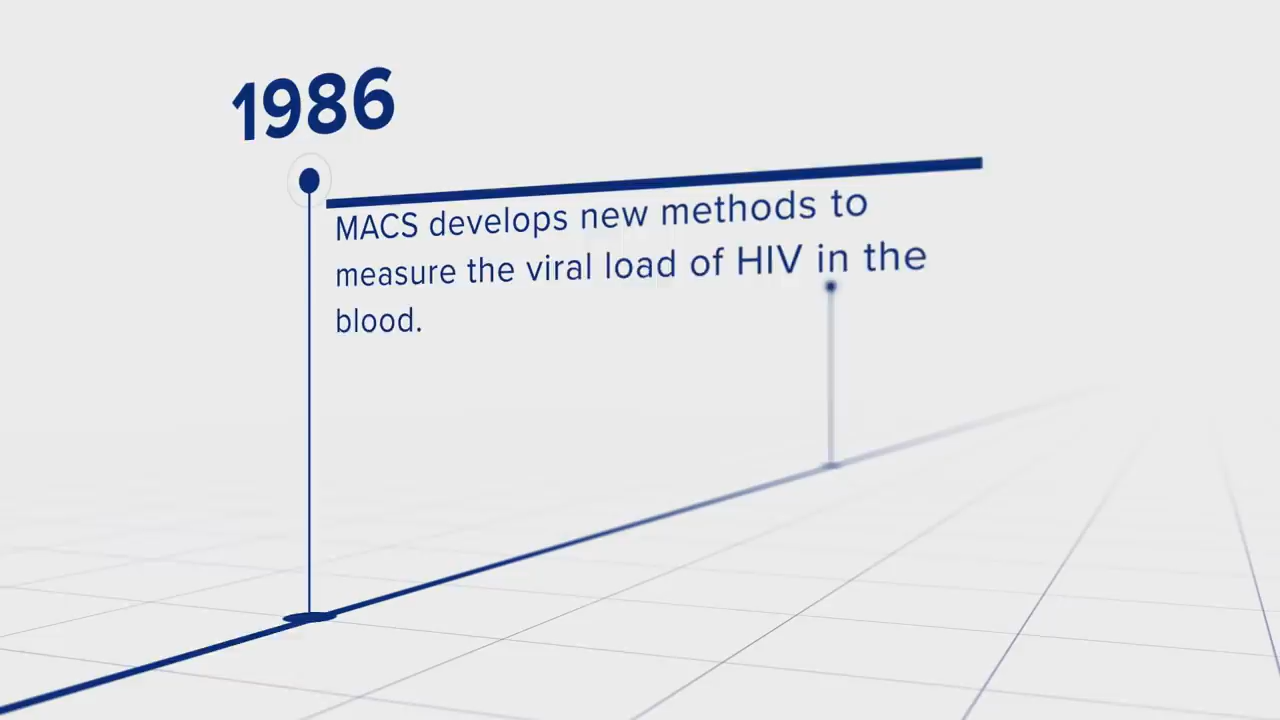 1986
MACS develops new methods to
measure the viral load of HIV in the
blood.